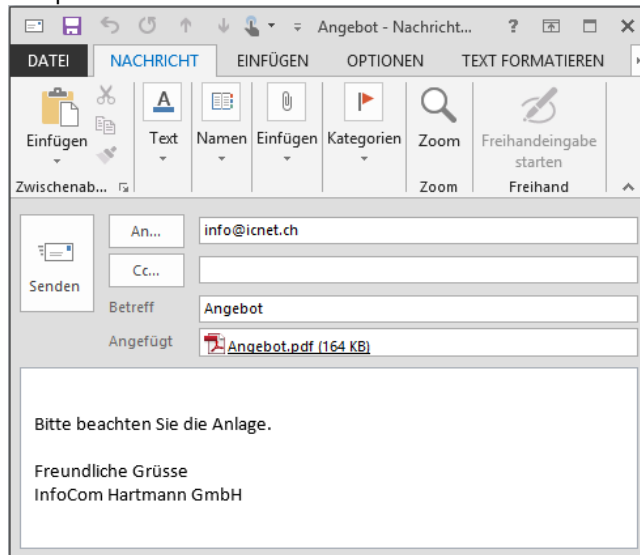 Angebot - Nachricht... ?
DATEI NACHRICHT EINFÜGEN OPTIONEN TEXT FORMATIEREN
Einfügen Text Namen Einfügen Kategorien Zoom Freihandeingabe
starten
Zwischenab... Zoom Freihand
An... info@icnet.ch
Cc...
Senden
Betreff Angebot
Angefügt Angebot.pdf (164 KB)
Bitte beachten Sie die Anlage.
Freundliche Grüsse
InfoCom Hartmann GmbH